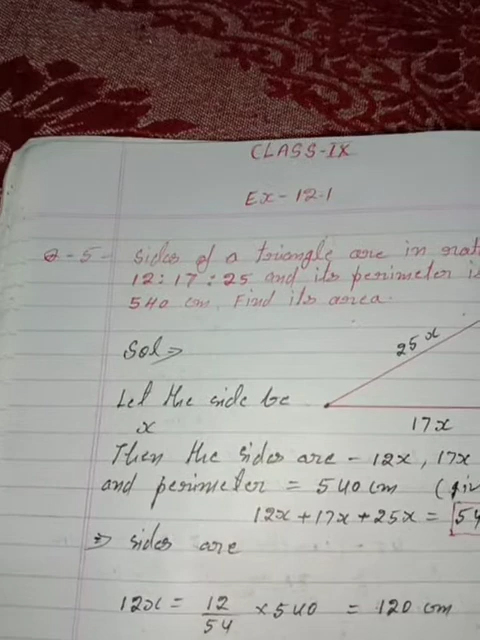 CLASS-IX
Ex-12.1
Q-5- Sides of a triangle are in
12:17:25 and its perimeter
540 cm. Find its area.
Sol⇒
25x
Let the side be
x
17x
Then the sides are - 12x, 17x
and perimeter = 540 cm
12x+17x+25x =
⇒ sides are
12x = 12/54 × 540 = 120 cm